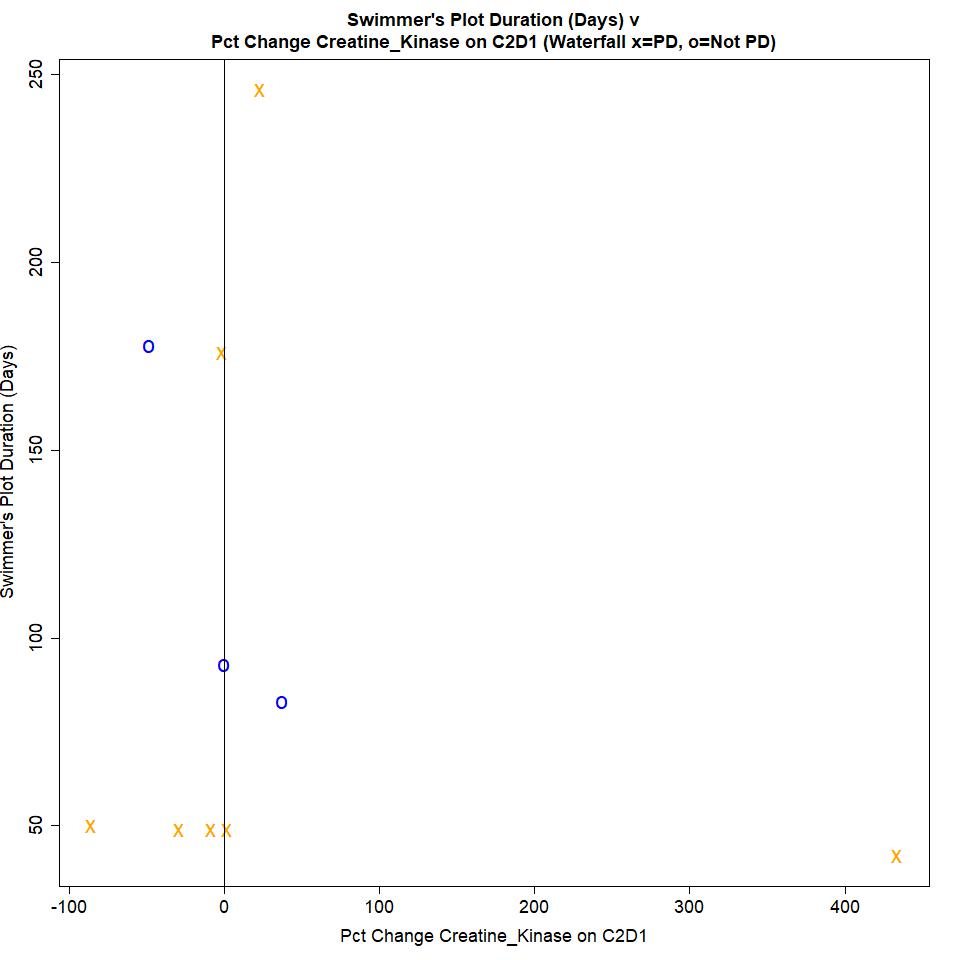 Swimmer's Plot Duration (Days) v
Pct Change Creatine_Kinase on C2D1 (Waterfall x=PD, o=Not PD)
250
200
150
100
50
Swimmer's Plot Duration (Days)
X
O
X
O
O
X
X
X
X
X
-100
0
100
200
300
400
Pct Change Creatine_Kinase on C2D1